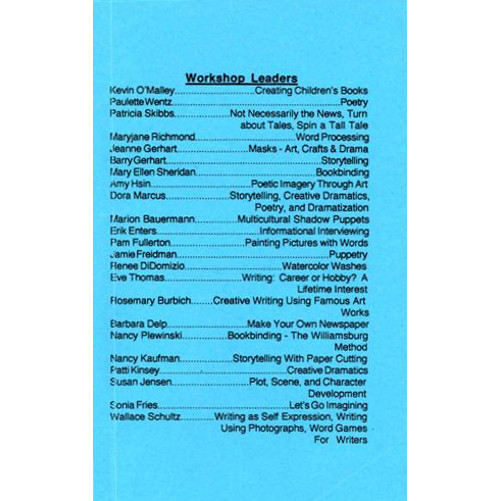 Workshop Leaders
Kevin O'Malley..............................Creating Children's Books
Paulette Wentz..................................................Poetry
Patricia Skibbs.................Not Necessarily the News, Turn
about Tales, Spin a Tall Tale
Maryjane Richmond..............................Word Processing
Jeanne Gerhart......................Masks - Art, Crafts & Drama
Barry Gerhart..............................................Storytelling
Mary Ellen Sheridan......................................Bookbinding
Amy Hsin.................................Poetic Imagery Through Art
Dora Marcus..................Storytelling, Creative Dramatics,
Poetry, and Dramatization
Marion Bauermann..............Multicultural Shadow Puppets
Erik Enters..............................Informational Interviewing
Pam Fullerton......................Painting Pictures with Words
Jamie Freidman................................................Puppetry
Renee DiDomizio...................................Watercolor Washes
Eve Thomas......................Writing: Career or Hobby? A
Lifetime Interest
Rosemary Burbich.......Creative Writing Using Famous Art
Works
Barbara Delp............................Make Your Own Newspaper
Nancy Plewinski...............Bookbinding - The Williamsburg
Method
Nancy Kaufman.................Storytelling With Paper Cutting
Patti Kinsey........................................Creative Dramatics
Susan Jensen............................Plot, Scene, and Character
Development
Sonia Fries...........................................Let's Go Imagining
Wallace Schultz...........Writing as Self Expression, Writing
Using Photographs, Word Games
For Writers